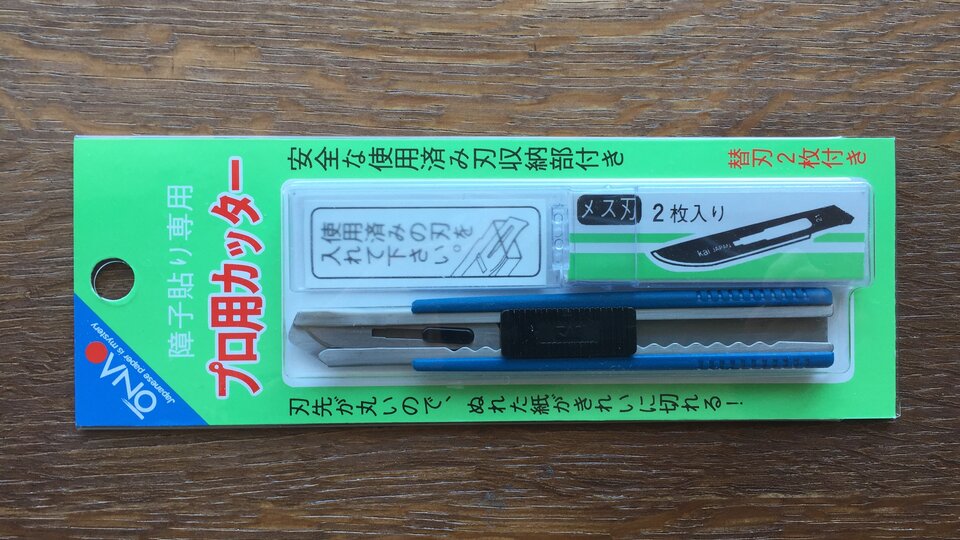 障子貼り専用
プロ用カッター
安全な使用済み刃収納部付き
替刃2枚付き
使用済みの刃を
入れて下さい。
メス刃
2枚入り
kai
21
刃先が丸いので、ぬれた紙がきれいに切れる!
Japanese paper is mystery.